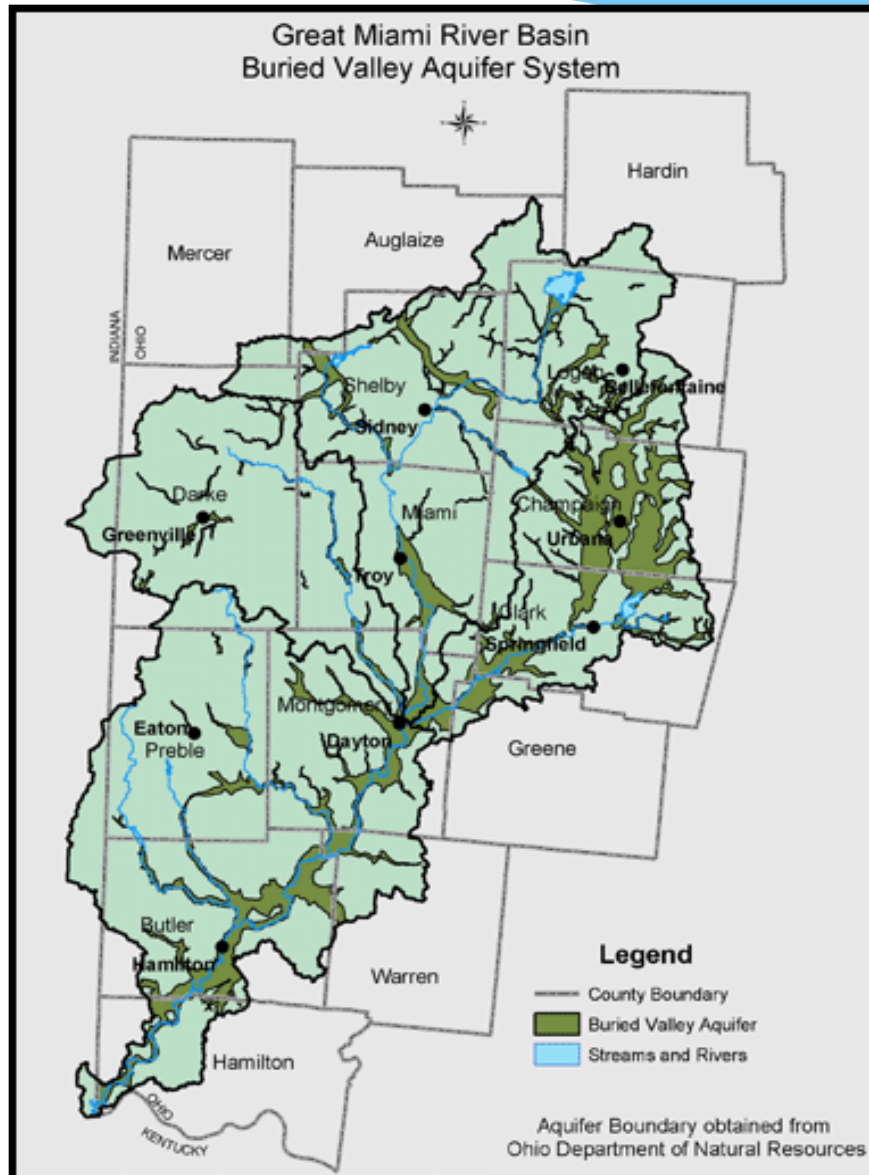 Great Miami River Basin
Buried Valley Aquifer System
Hardin
Auglaize
Mercer
INDIANA
OHIO
Logan
Bellefontaine
Shelby
Sidney
Darke
Greenville
Miami
Troy
Champaign
Urbana
Clark
Springfield
Montgomery
Dayton
Eaton
Preble
Greene
Butler
Hamilton
Warren
Hamilton
OHIO
KENTUCKY
Legend
County Boundary
Buried Valley Aquifer
Streams and Rivers
Aquifer Boundary obtained from
Ohio Department of Natural Resources